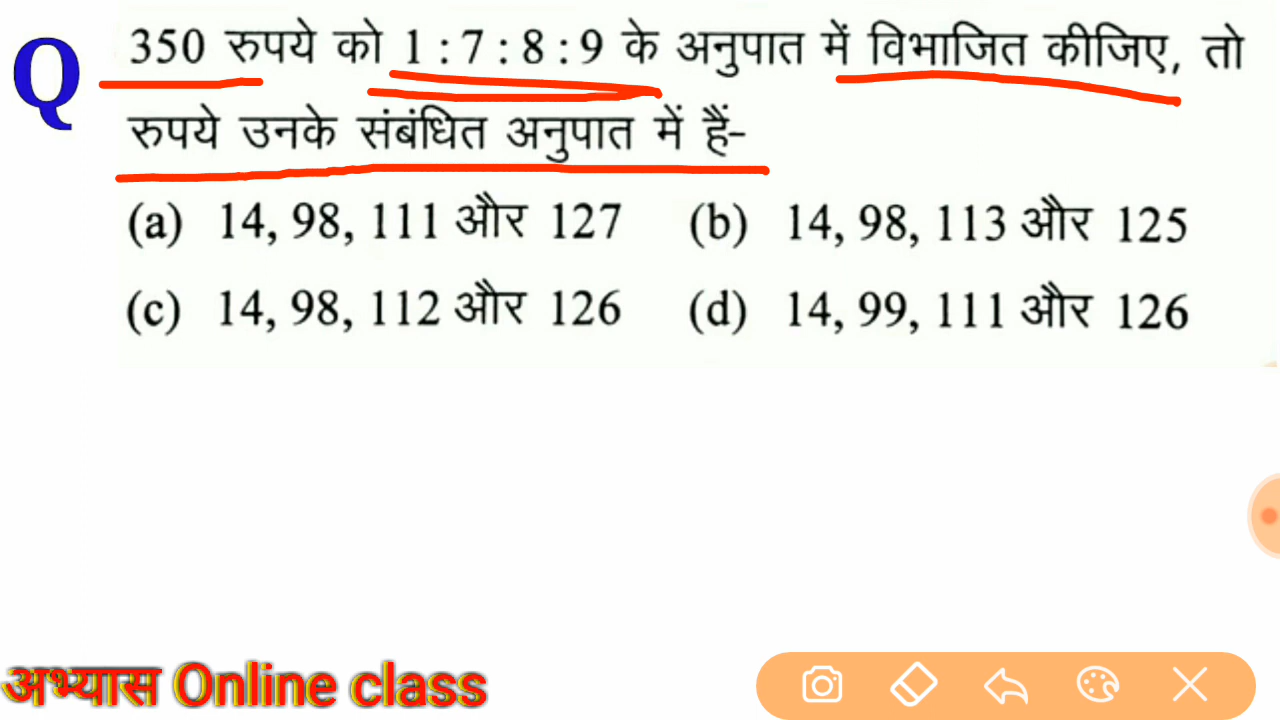 Q 350 रुपये को 1 : 7 : 8 : 9 के अनुपात में विभाजित कीजिए, तो
रुपये उनके संबंधित अनुपात में हैं-
(a) 14, 98, 111 और 127 (b) 14, 98, 113 और 125
(c) 14, 98, 112 और 126 (d) 14, 99, 111 और 126
अभ्यास Online class